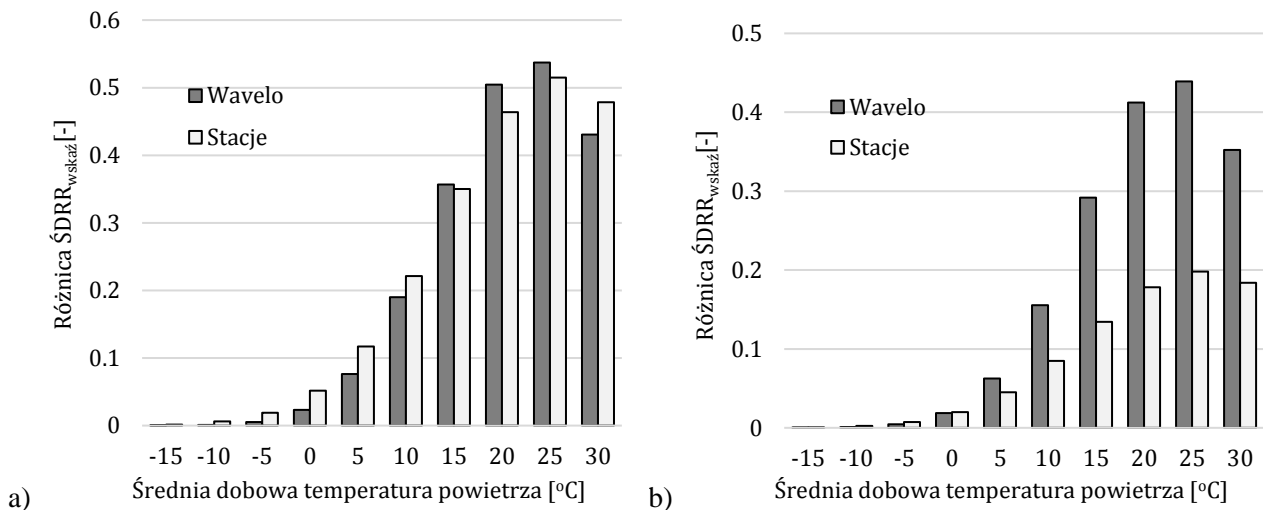 0.6
0.5
0.4
0.3
0.2
0.1
0
Różnica ŚDRRwskaź[-]
Wavelo
Stacje
-15 -10 -5 0 5 10 15 20 25 30
Średnia dobowa temperatura powietrza [ºC]
a)
0.5
0.4
0.3
0.2
0.1
0
Różnica ŚDRRwskaź[-]
Wavelo
Stacje
-15 -10 -5 0 5 10 15 20 25 30
Średnia dobowa temperatura powietrza [ºC]
b)